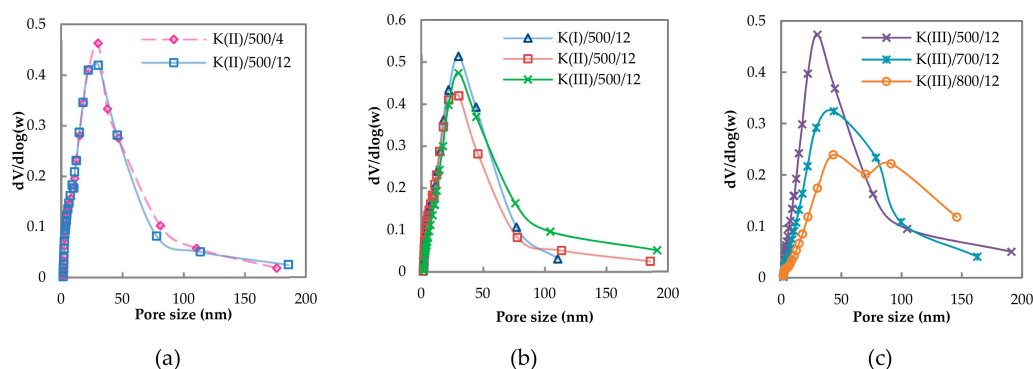 0.5
0.4
0.3
0.2
0.1
0
dV/dlog(w)
K(II)/500/4
K(II)/500/12
0 50 100 150 200
Pore size (nm)
(a)
0.6
0.5
0.4
0.3
0.2
0.1
0
dV/dlog(w)
K(I)/500/12
K(II)/500/12
K(III)/500/12
0 50 100 150 200
Pore size (nm)
(b)
0.5
0.4
0.3
0.2
0.1
0
dV/dlog(w)
K(III)/500/12
K(III)/700/12
K(III)/800/12
0 50 100 150 200
Pore size (nm)
(c)